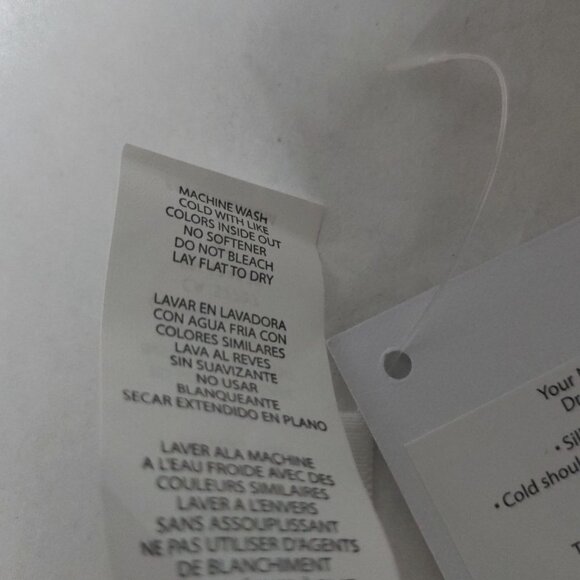 MACHINE WASH
COLD WITH LIKE
COLORS INSIDE OUT
NO SOFTENER
DO NOT BLEACH
LAY FLAT TO DRY
LAVAR EN LAVADORA
CON AGUA FRIA CON
COLORES SIMILARES
LAVA AL REVES
SIN SUAVIZANTE
NO USAR
BLANQUEANTE
SECAR EXTENDIDO EN PLANO
LAVER ALA MACHINE
A L'EAU FROIDE AVEC DES
COULEURS SIMILAIRES
LAVER A L'ENVERS
SANS ASSOUPLISSANT
NE PAS UTILISER D'AGENTS
DE BLANCHIMENT
Your
• Sil
• Cold shoul